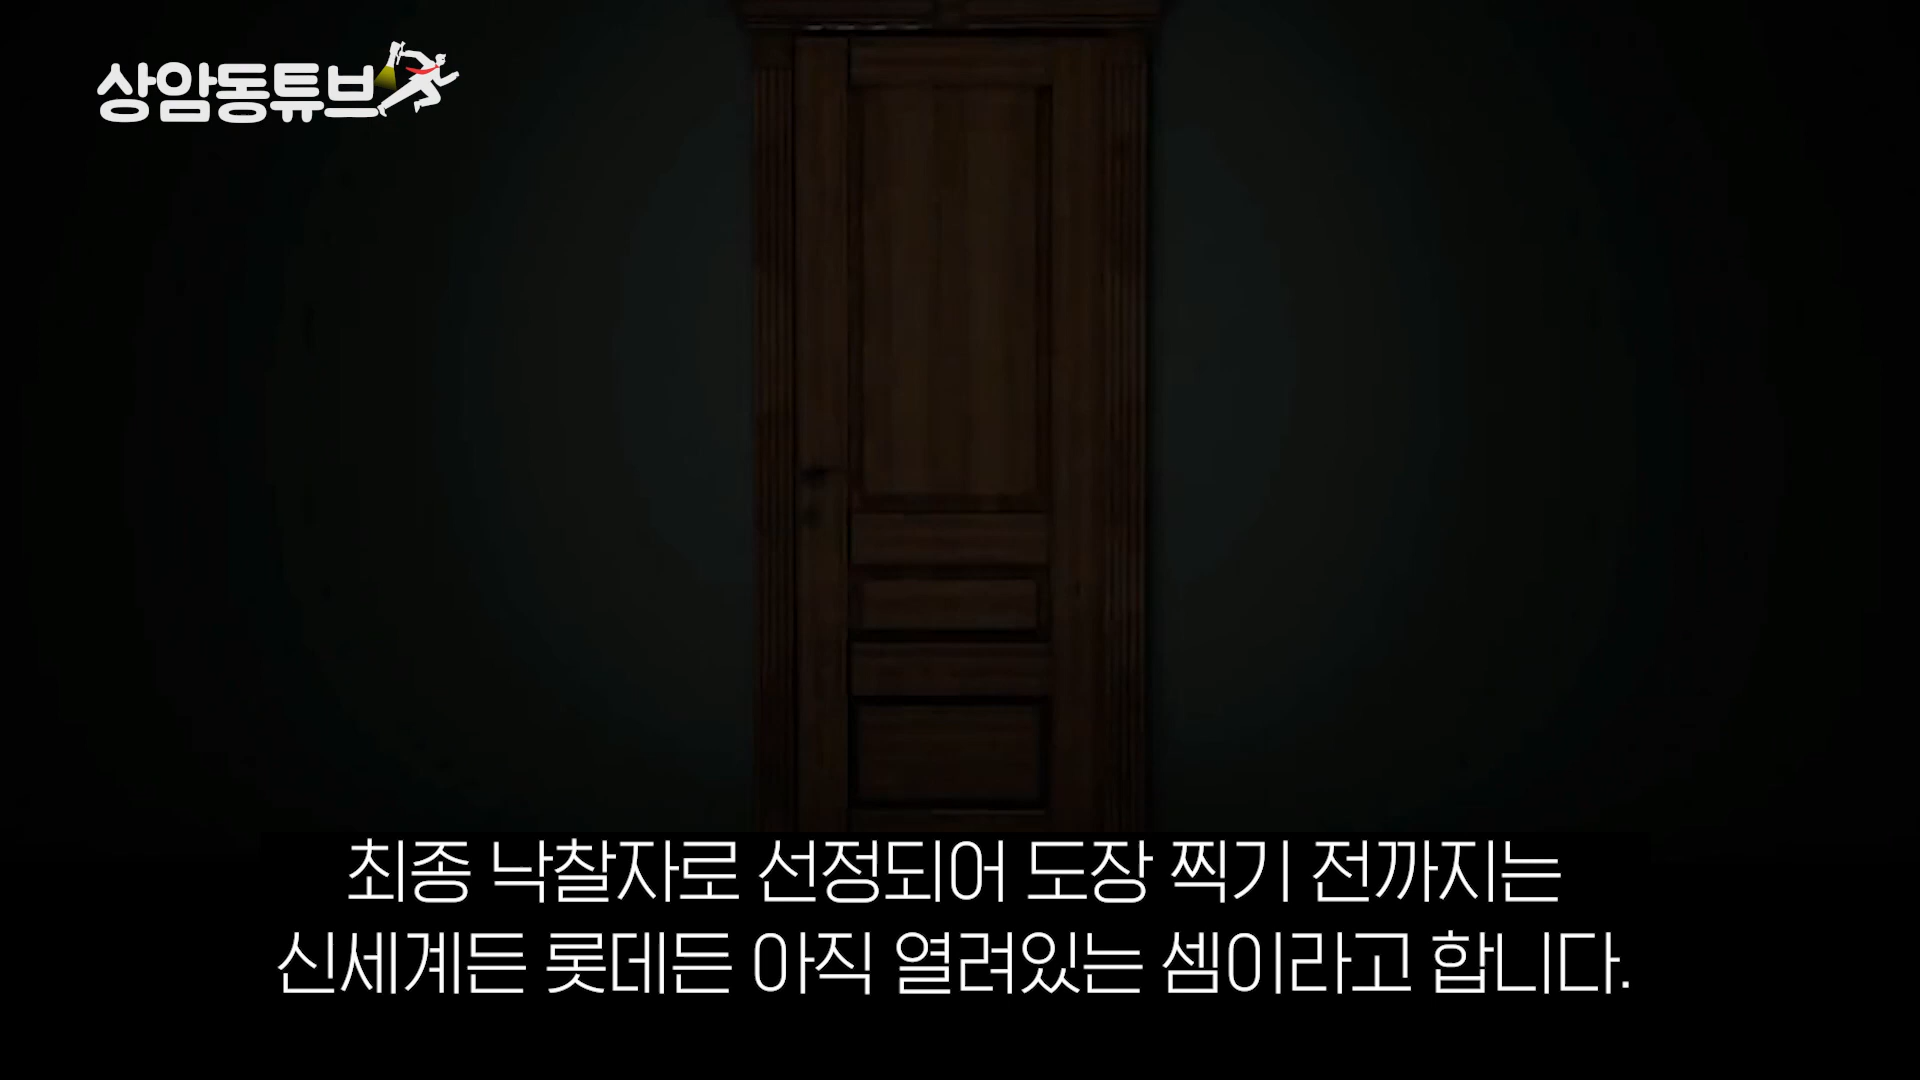 상암동튜브
최종 낙찰자로 선정되어 도장 찍기 전까지는
신세계든 롯데든 아직 열려있는 셈이라고 합니다.